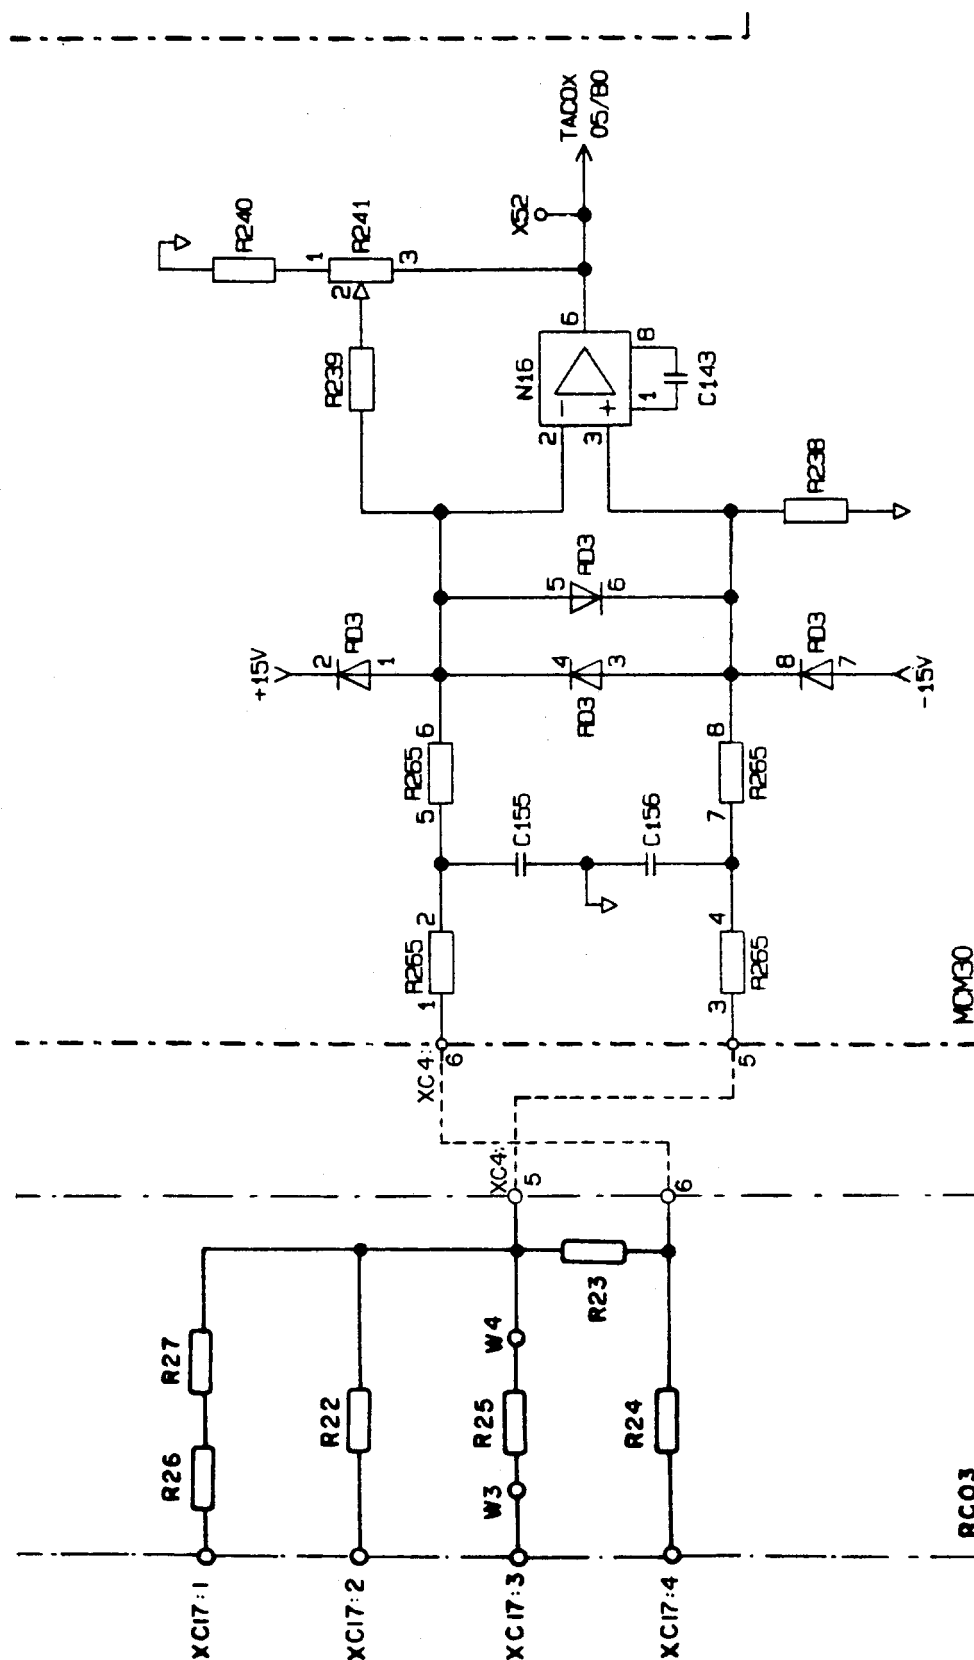 XC17:1
R26
R27
XC17:2
R22
XC17:3
W3
R25
W4
XC17:4
R24
R23
RC03
XC4:
5
6
XC4:
6
5
MCM30
1
R265
2
3
R265
4
C155
C156
5
R265
6
7
R265
8
+15V
2
RD3
1
4
RD3
3
5
RD3
6
8
RD3
7
-15V
R238
R239
R240
1
R241
2
3
N16
2
-
3
+
6
1
8
C143
X52
TACOX
05/B0